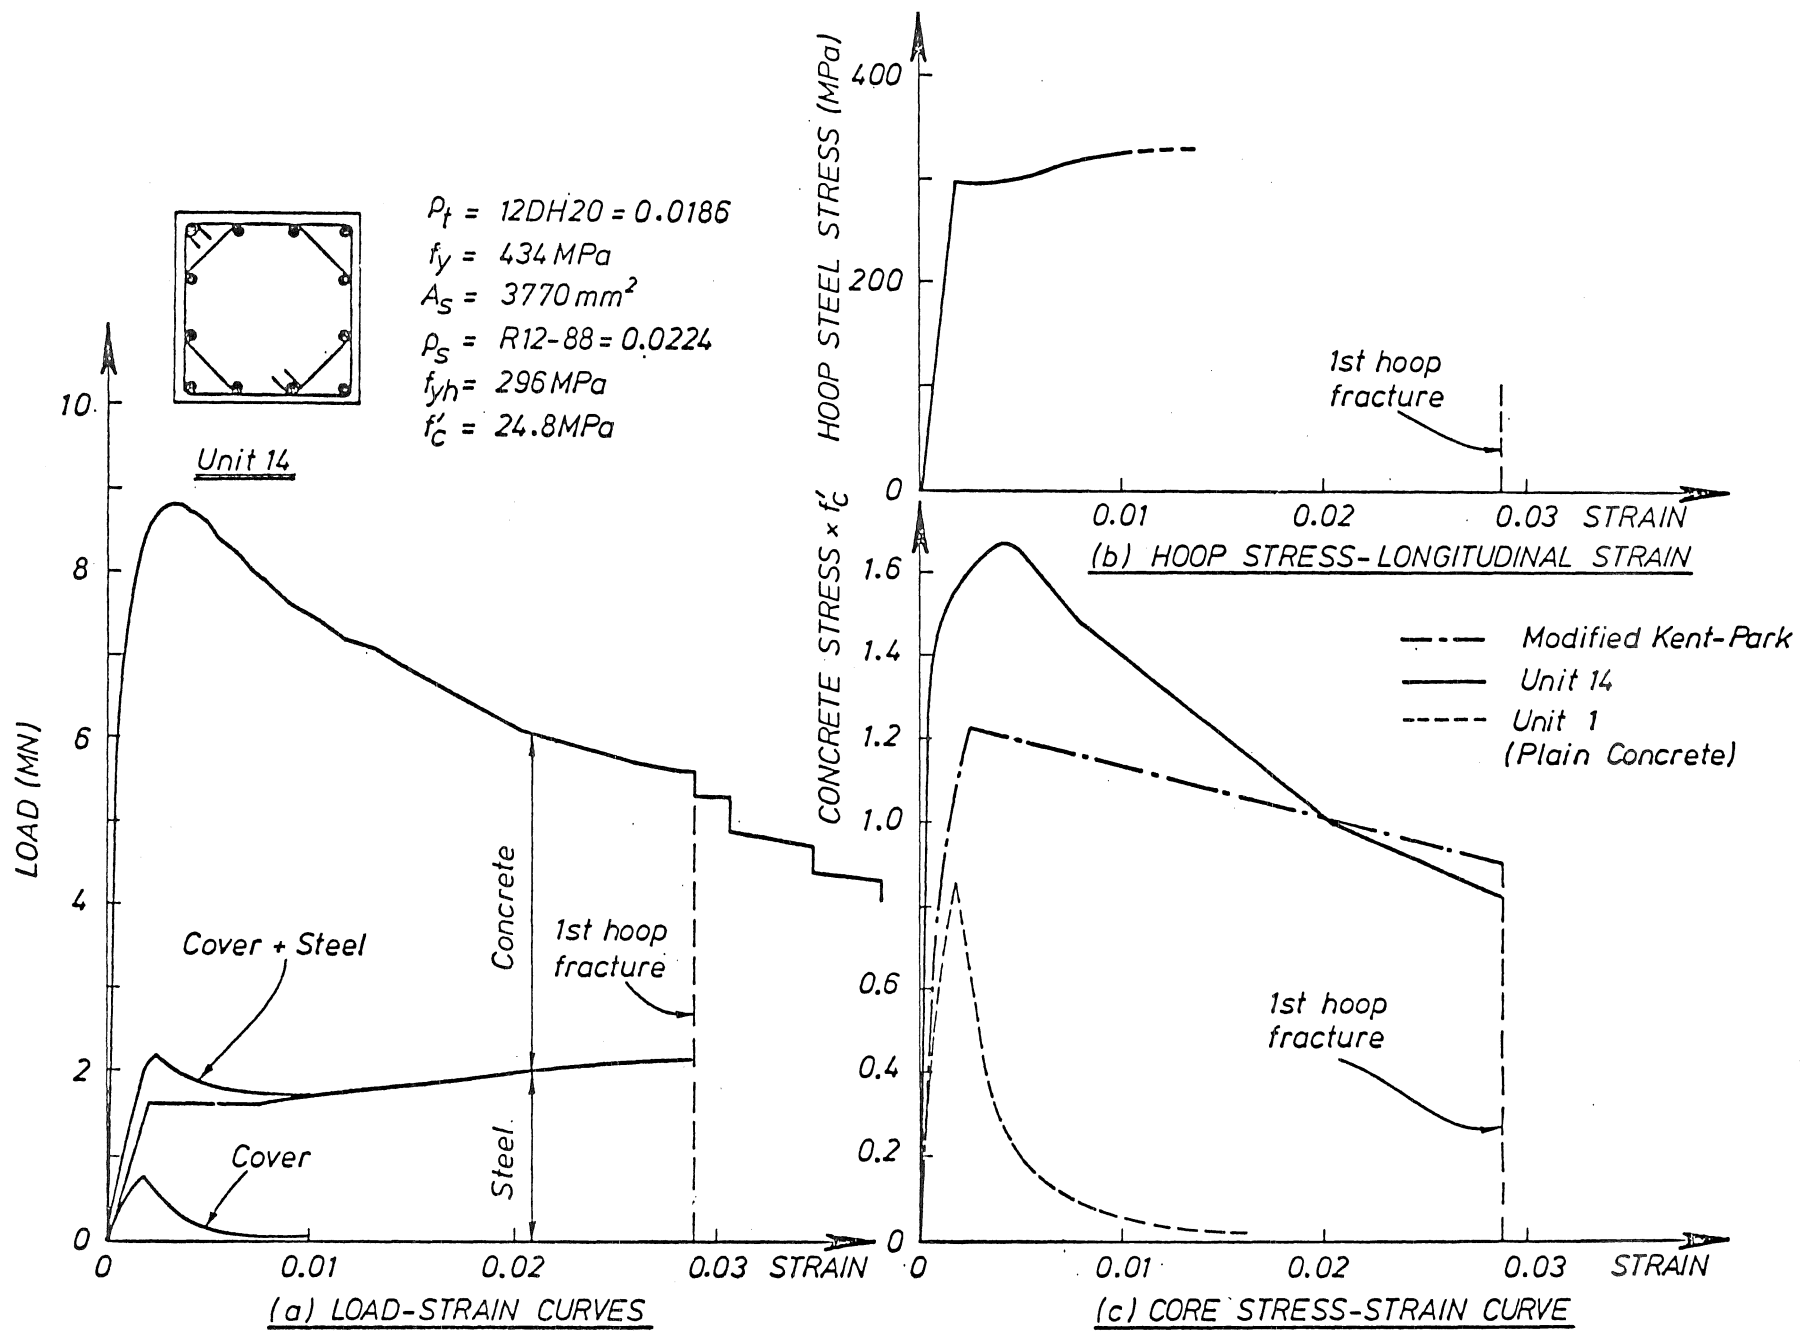 ρt = 12DH20 = 0.0186
fy = 434 MPa
As = 3770 mm²
ρs = R12-88 = 0.0224
fyh = 296 MPa
f'c = 24.8 MPa
Unit 14
LOAD (MN)
10
8
6
4
2
0
Cover + Steel
Cover
Concrete
Steel
1st hoop
fracture
0
0.01
0.02
0.03
STRAIN
(a) LOAD-STRAIN CURVES
HOOP STEEL STRESS (MPa)
400
200
0
1st hoop
fracture
0.01
0.02
0.03
STRAIN
(b) HOOP STRESS-LONGITUDINAL STRAIN
CONCRETE STRESS × f'c
1.6
1.4
1.2
1.0
0.6
0.4
0.2
0
Modified Kent-Park
Unit 14
Unit 1
(Plain Concrete)
1st hoop
fracture
0
0.01
0.02
0.03
STRAIN
(c) CORE STRESS-STRAIN CURVE